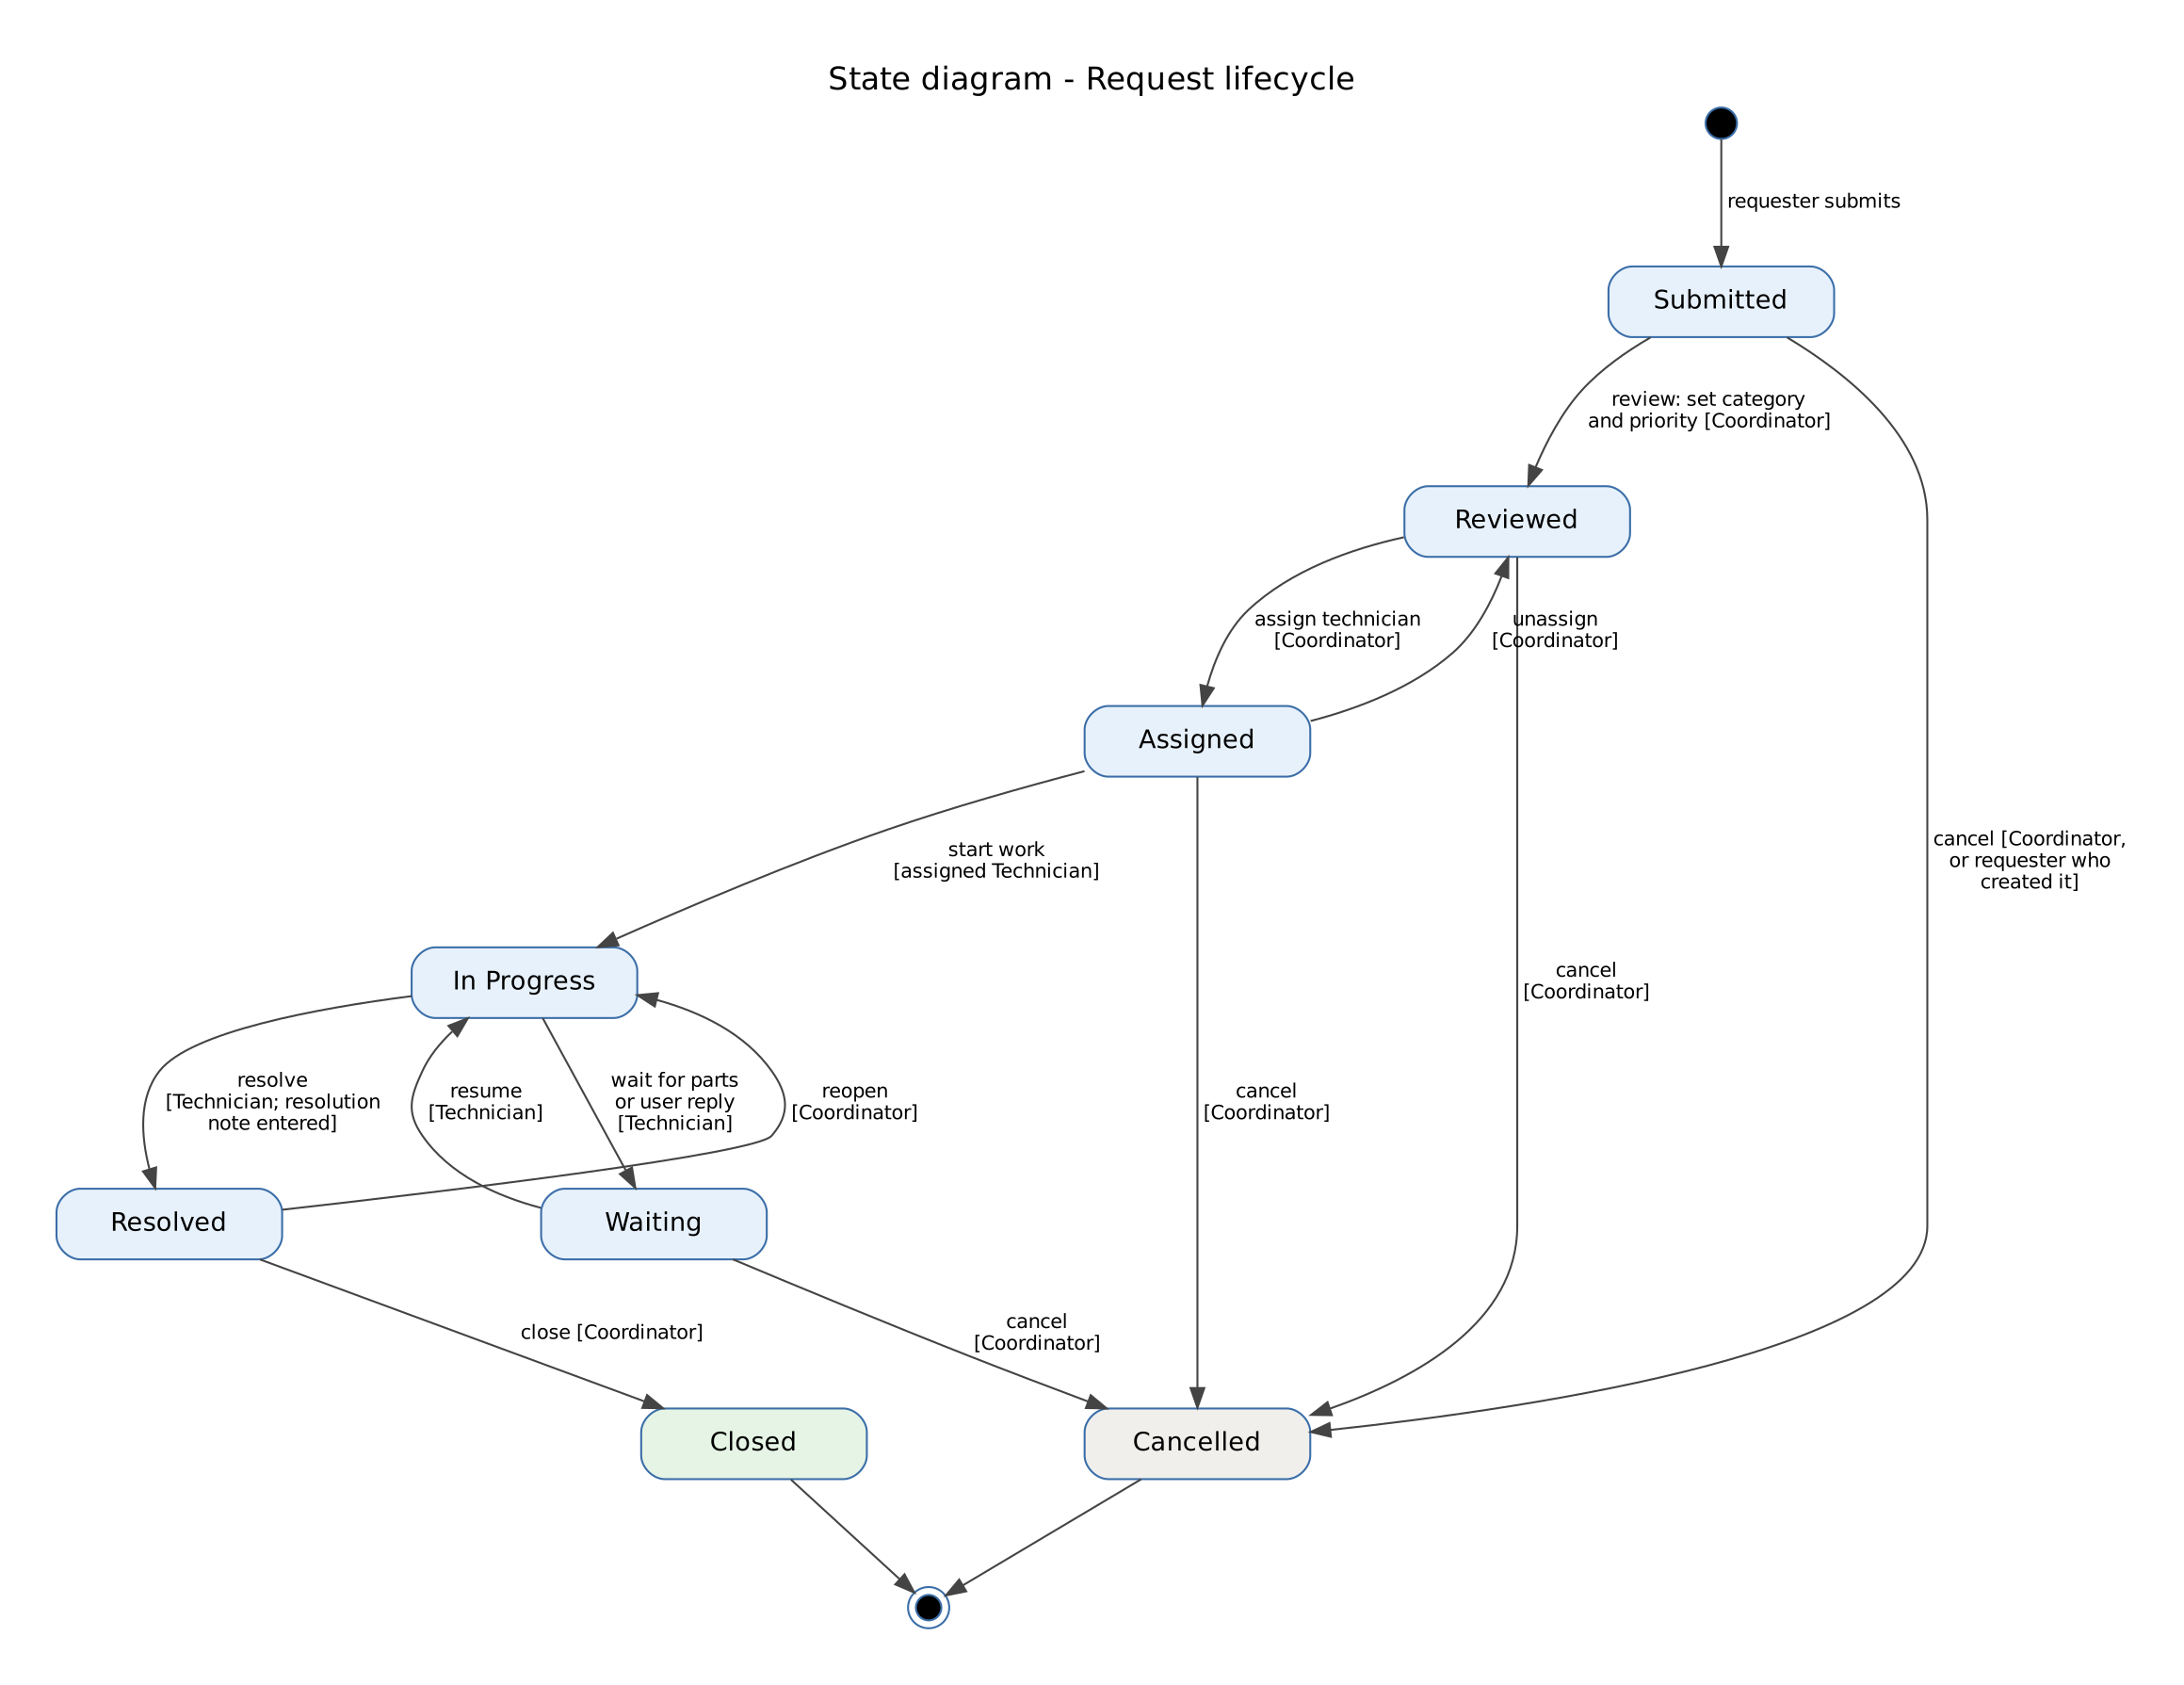 State diagram - Request lifecycle
requester submits
Submitted
review: set category
and priority [Coordinator]
Reviewed
assign technician
[Coordinator]
unassign
[Coordinator]
Assigned
start work
[assigned Technician]
cancel [Coordinator,
or requester who
created it]
In Progress
cancel
[Coordinator]
resolve
[Technician; resolution
note entered]
resume
[Technician]
wait for parts
or user reply
[Technician]
reopen
[Coordinator]
cancel
[Coordinator]
Resolved
Waiting
close [Coordinator]
cancel
[Coordinator]
Closed
Cancelled